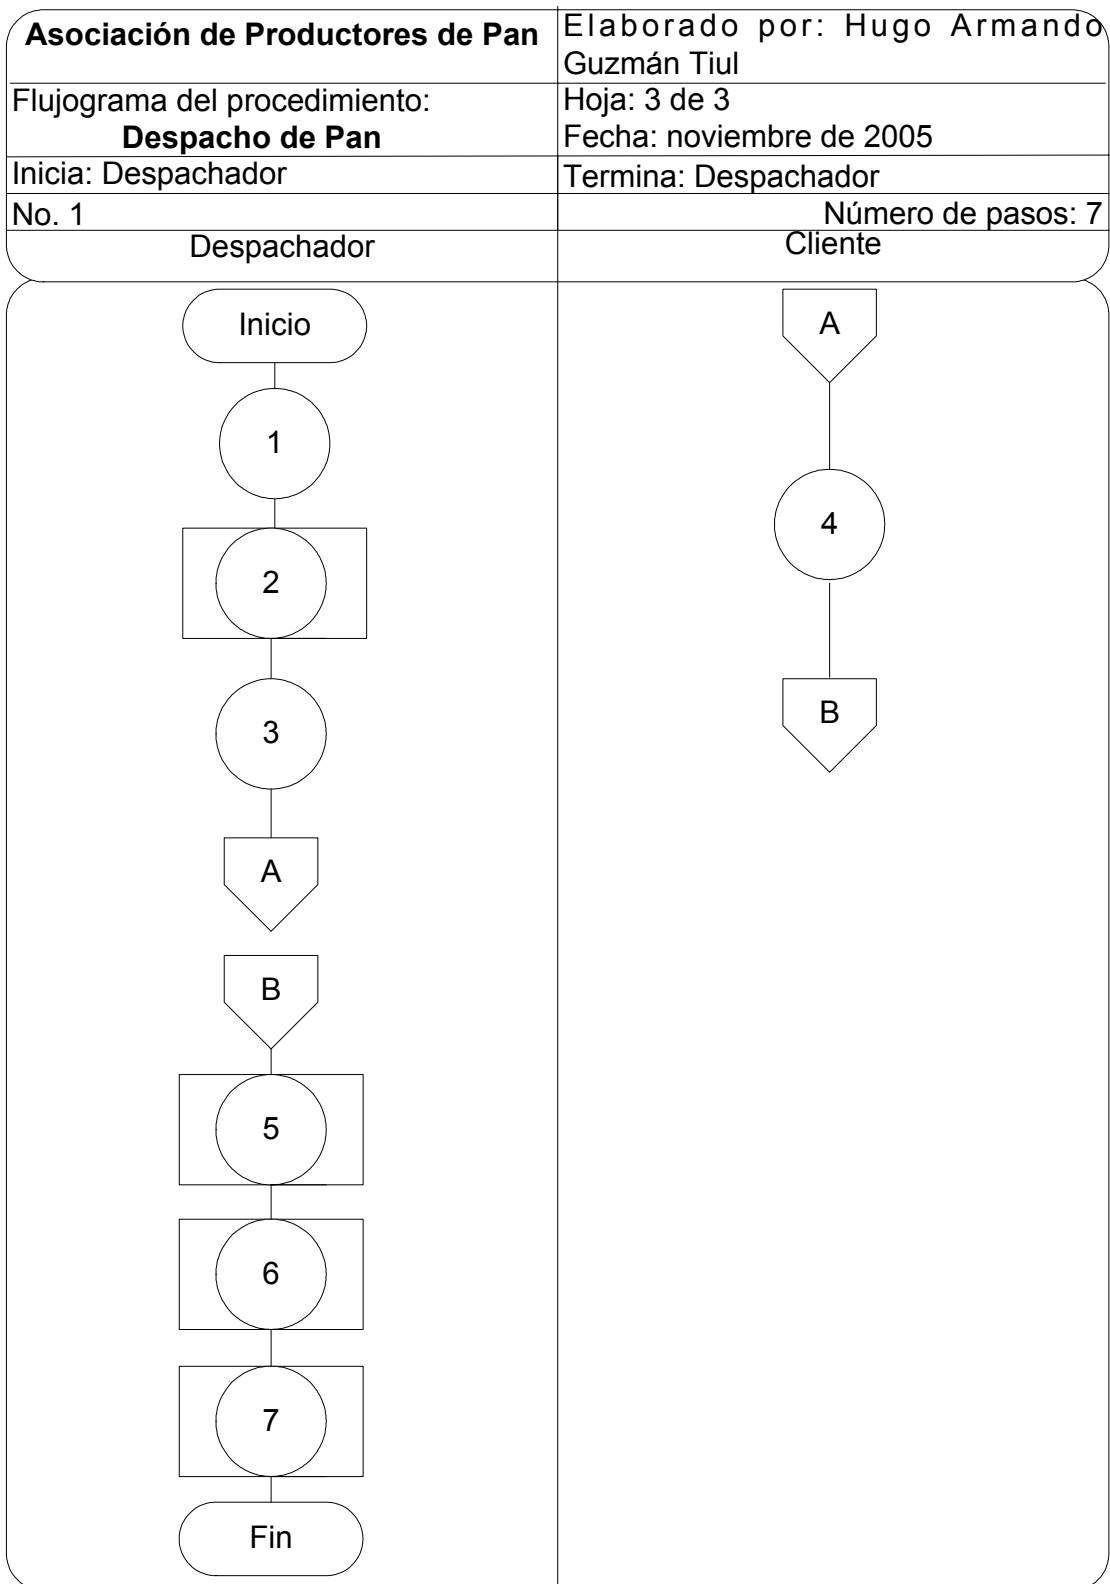 Asociación de Productores de Pan
Elaborado por: Hugo Armando
Guzmán Tiul
Flujograma del procedimiento:
Despacho de Pan
Hoja: 3 de 3
Fecha: noviembre de 2005
Inicia: Despachador
Termina: Despachador
No. 1
Número de pasos: 7
Despachador
Cliente
Inicio
1
2
3
A
B
5
6
7
Fin
A
4
B